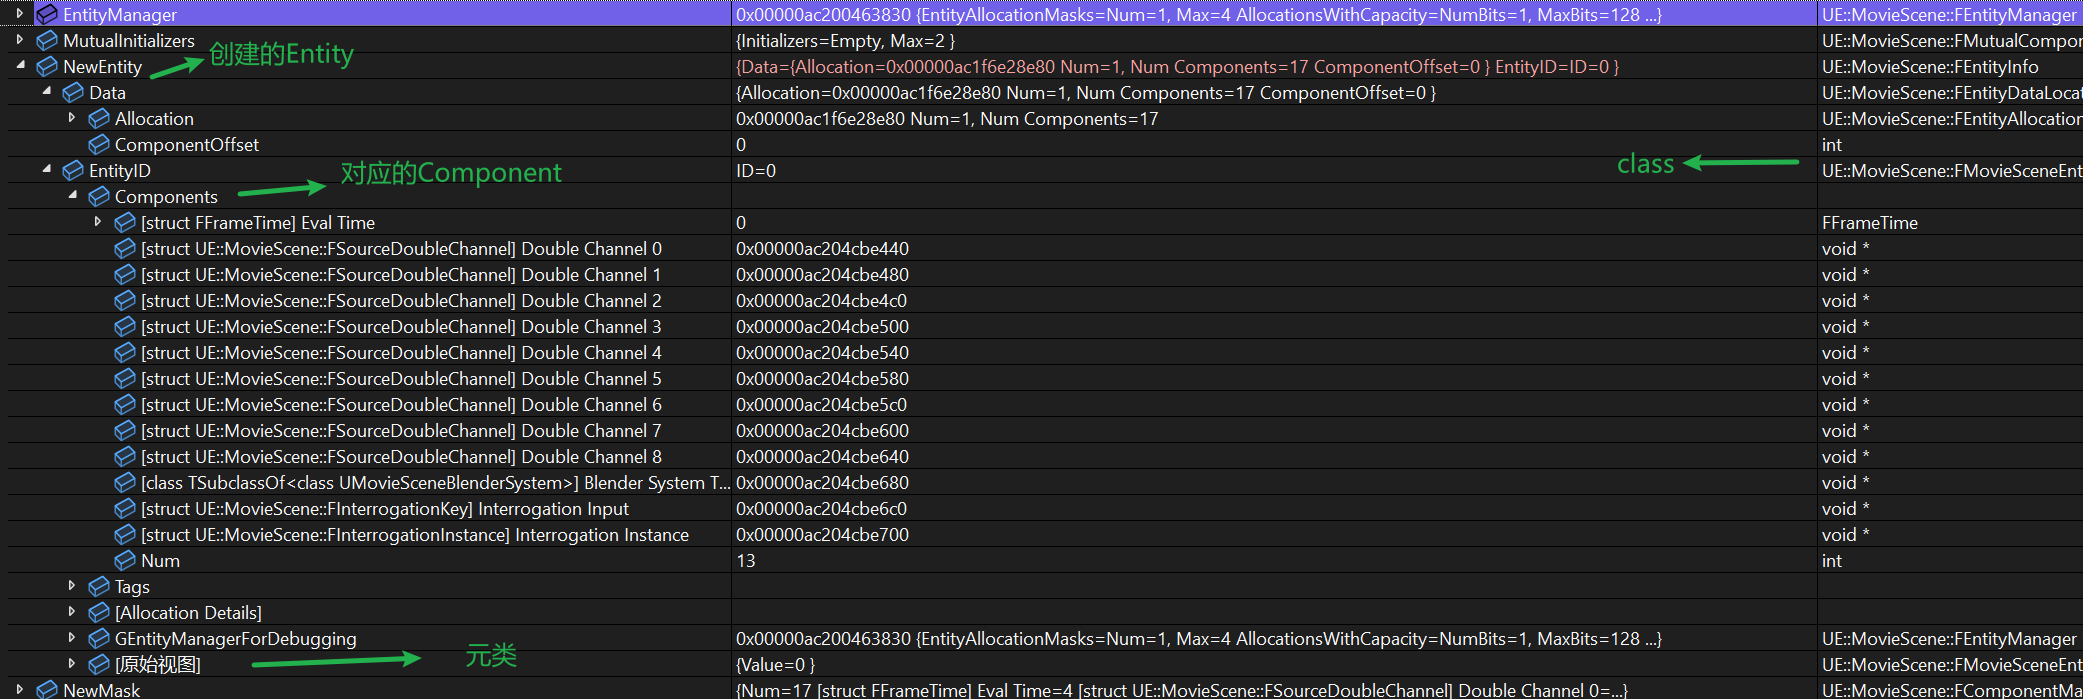 EntityManager 0x00000ac200463830 {EntityAllocationMasks=Num=1, Max=4 AllocationsWithCapacity=NumBits=1, MaxBits=128 ...} UE::MovieScene::FEntityManager
MutualInitializers {Initializers=Empty, Max=2 } UE::MovieScene::FMutualCompor
创建的Entity
NewEntity {Data={Allocation=0x00000ac1f6e28e80 Num=1, Num Components=17 ComponentOffset=0 } EntityID=ID=0 } UE::MovieScene::FEntityInfo
Data {Allocation=0x00000ac1f6e28e80 Num=1, Num Components=17 ComponentOffset=0 } UE::MovieScene::FEntityDataLocat
Allocation 0x00000ac1f6e28e80 Num=1, Num Components=17 UE::MovieScene::FEntityAllocation
ComponentOffset 0 int
EntityID ID=0 class UE::MovieScene::FMovieSceneEnt
对应的Component
Components
[struct FFrameTime] Eval Time 0 FFrameTime
[struct UE::MovieScene::FSourceDoubleChannel] Double Channel 0 0x00000ac204cbe440 void *
[struct UE::MovieScene::FSourceDoubleChannel] Double Channel 1 0x00000ac204cbe480 void *
[struct UE::MovieScene::FSourceDoubleChannel] Double Channel 2 0x00000ac204cbe4c0 void *
[struct UE::MovieScene::FSourceDoubleChannel] Double Channel 3 0x00000ac204cbe500 void *
[struct UE::MovieScene::FSourceDoubleChannel] Double Channel 4 0x00000ac204cbe540 void *
[struct UE::MovieScene::FSourceDoubleChannel] Double Channel 5 0x00000ac204cbe580 void *
[struct UE::MovieScene::FSourceDoubleChannel] Double Channel 6 0x00000ac204cbe5c0 void *
[struct UE::MovieScene::FSourceDoubleChannel] Double Channel 7 0x00000ac204cbe600 void *
[struct UE::MovieScene::FSourceDoubleChannel] Double Channel 8 0x00000ac204cbe640 void *
[class TSubclassOf<class UMovieSceneBlenderSystem>] Blender System T... 0x00000ac204cbe680 void *
[struct UE::MovieScene::FInterrogationKey] Interrogation Input 0x00000ac204cbe6c0 void *
[struct UE::MovieScene::FInterrogationInstance] Interrogation Instance 0x00000ac204cbe700 void *
Num 13 int
Tags
[Allocation Details]
GEntityManagerForDebugging 0x00000ac200463830 {EntityAllocationMasks=Num=1, Max=4 AllocationsWithCapacity=NumBits=1, MaxBits=128 ...} UE::MovieScene::FEntityManager
[原始视图] 元类 {Value=0 } UE::MovieScene::FMovieSceneEnt
NewMask {Num=17 [struct FFrameTime] Eval Time=4 [struct UE::MovieScene::FSourceDoubleChannel] Double Channel 0=...} UE::MovieScene::FComponentMa